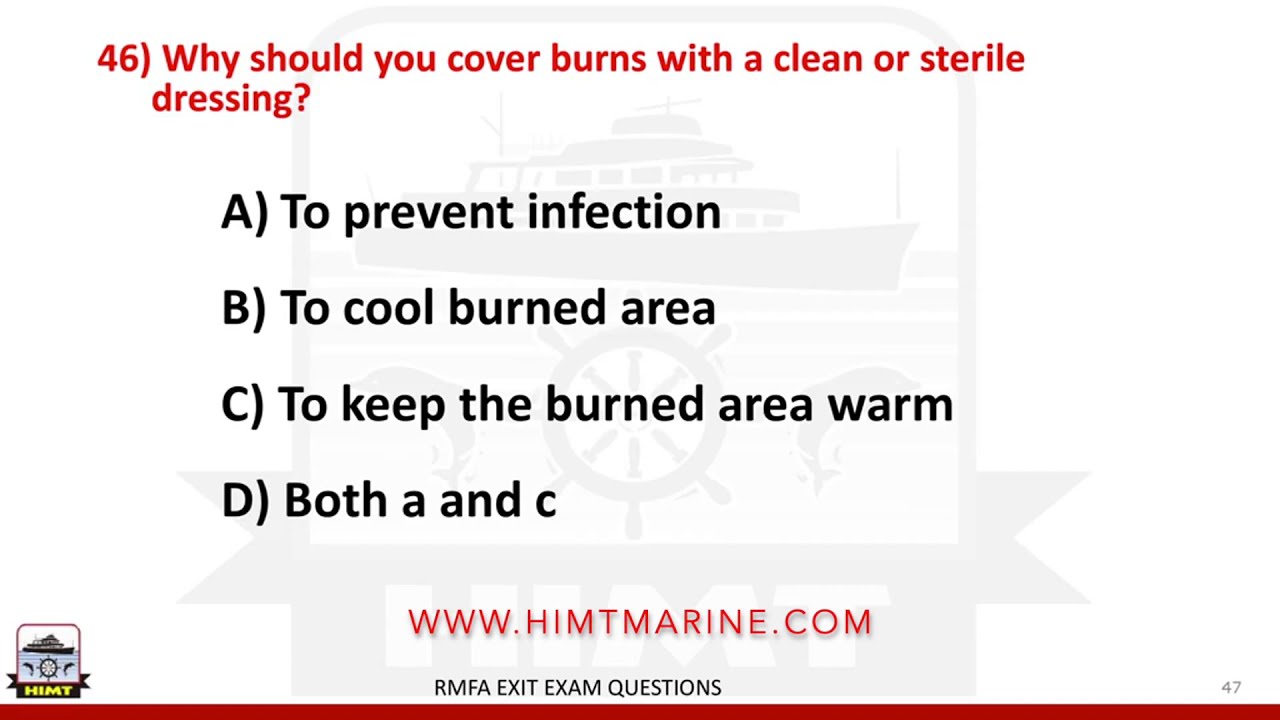 46) Why should you cover burns with a clean or sterile
dressing?
A) To prevent infection
B) To cool burned area
C) To keep the burned area warm
D) Both a and c
HIMT
WWW.HIMTMARINE.COM
HIMT
RMFA EXIT EXAM QUESTIONS
47